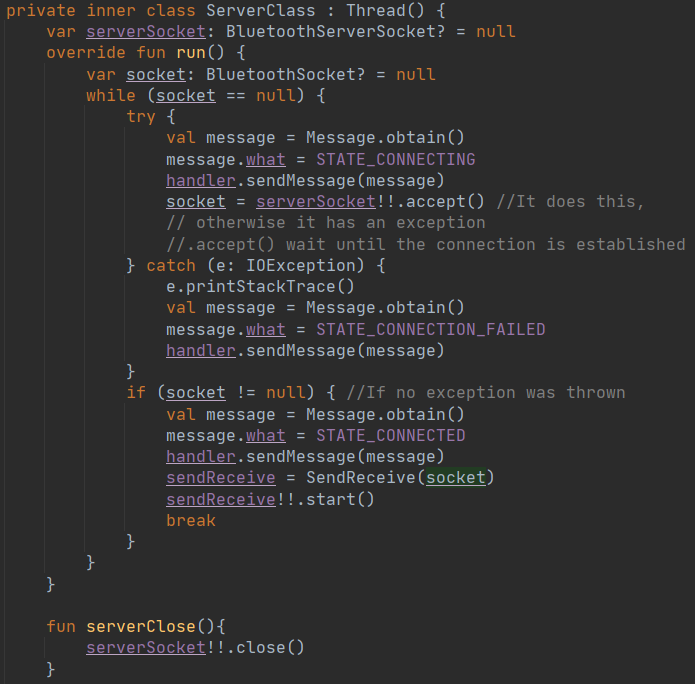 private inner class ServerClass : Thread() {
    var serverSocket: BluetoothServerSocket? = null
    override fun run() {
        var socket: BluetoothSocket? = null
        while (socket == null) {
            try {
                val message = Message.obtain()
                message.what = STATE_CONNECTING
                handler.sendMessage(message)
                socket = serverSocket!!.accept() //It does this,
                // otherwise it has an exception
                //.accept() wait until the connection is established
            } catch (e: IOException) {
                e.printStackTrace()
                val message = Message.obtain()
                message.what = STATE_CONNECTION_FAILED
                handler.sendMessage(message)
            }
            if (socket != null) { //If no exception was thrown
                val message = Message.obtain()
                message.what = STATE_CONNECTED
                handler.sendMessage(message)
                sendReceive = SendReceive(socket)
                sendReceive!!.start()
                break
            }
        }
    }

    fun serverClose(){
        serverSocket!!.close()
    }